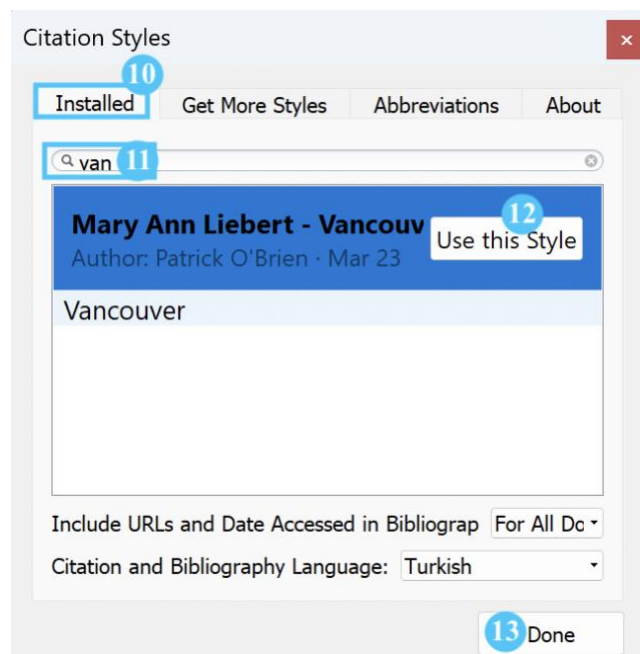 Citation Styles
×
10
Installed Get More Styles Abbreviations About
van 11
12
Mary Ann Liebert - Vancouv Use this Style
Author: Patrick O'Brien · Mar 23
Vancouver
Include URLs and Date Accessed in Bibliograp For All Dc
Citation and Bibliography Language: Turkish
13 Done